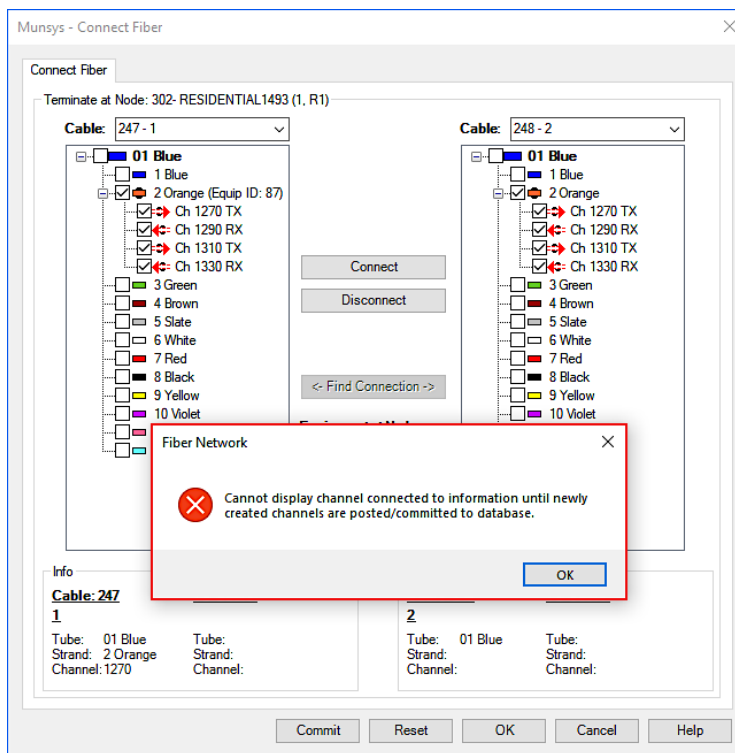 Munsys - Connect Fiber
Connect Fiber
Terminate at Node: 302- RESIDENTIAL1493 (1, R1)
Cable: 247 - 1
01 Blue
1 Blue
2 Orange (Equip ID: 87)
Ch 1270 TX
Ch 1290 RX
Ch 1310 TX
Ch 1330 RX
3 Green
4 Brown
5 Slate
6 White
7 Red
8 Black
9 Yellow
10 Violet
Connect
Disconnect
<- Find Connection ->
Cable: 248 - 2
01 Blue
1 Blue
2 Orange
Ch 1270 TX
Ch 1290 RX
Ch 1310 TX
Ch 1330 RX
3 Green
4 Brown
5 Slate
6 White
7 Red
8 Black
9 Yellow
10 Violet
Fiber Network
Cannot display channel connected to information until newly
created channels are posted/committed to database.
OK
Info
Cable: 247
1
Tube: 01 Blue Tube:
Strand: 2 Orange Strand:
Channel: 1270 Channel:
2
Tube: 01 Blue Tube:
Strand: Strand:
Channel: Channel:
Commit Reset OK Cancel Help